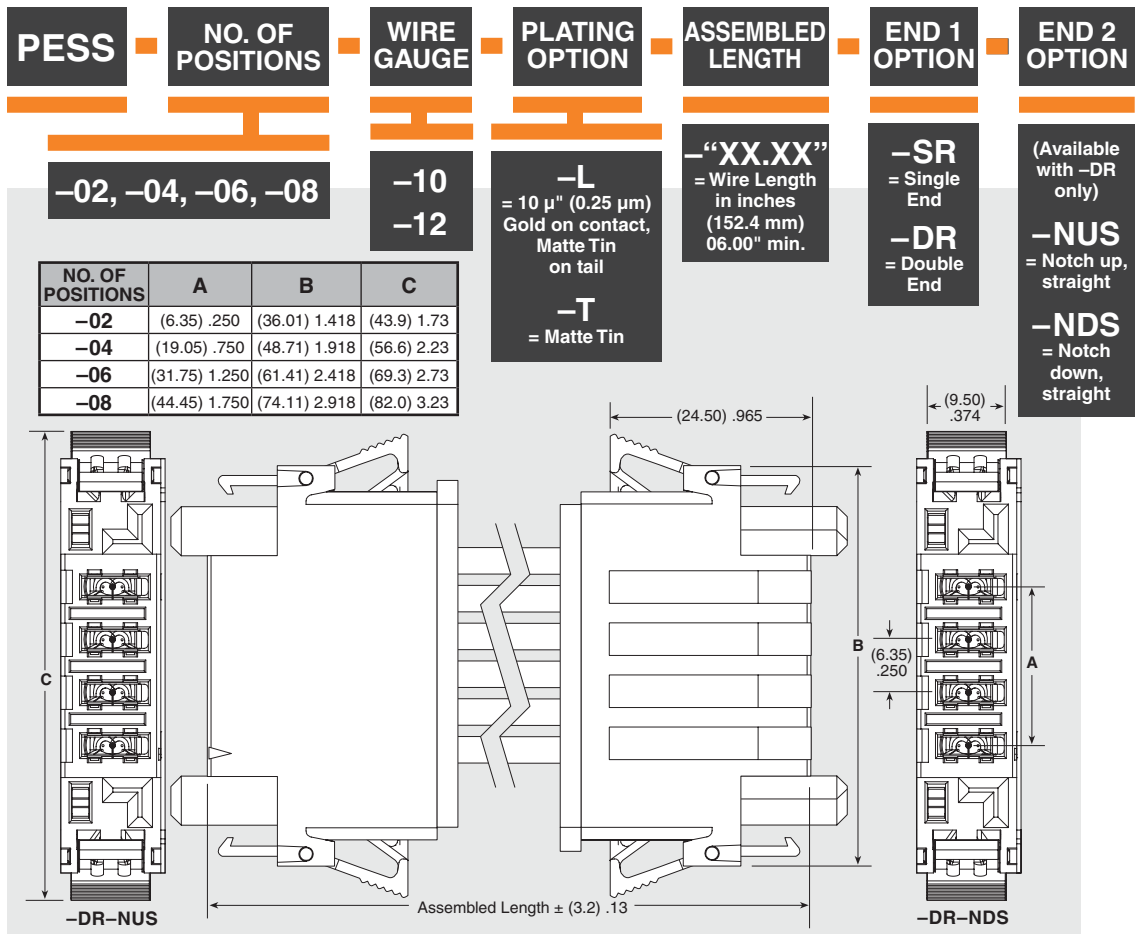 PESS
NO. OF
POSITIONS
WIRE
GAUGE
PLATING
OPTION
ASSEMBLED
LENGTH
END 1
OPTION
END 2
OPTION
–02, –04, –06, –08
–10
–12
–L
= 10 µ" (0.25 µm)
Gold on contact,
Matte Tin
on tail
–T
= Matte Tin
–“XX.XX”
= Wire Length
in inches
(152.4 mm)
06.00" min.
–SR
= Single
End
–DR
= Double
End
(Available
with –DR
only)
–NUS
= Notch up,
straight
–NDS
= Notch
down,
straight
NO. OF
POSITIONS A B C
–02 (6.35) .250 (36.01) 1.418 (43.9) 1.73
–04 (19.05) .750 (48.71) 1.918 (56.6) 2.23
–06 (31.75) 1.250 (61.41) 2.418 (69.3) 2.73
–08 (44.45) 1.750 (74.11) 2.918 (82.0) 3.23
(24.50) .965
(9.50)
.374
C
B
(6.35)
.250
A
Assembled Length ± (3.2) .13
–DR–NUS
–DR–NDS